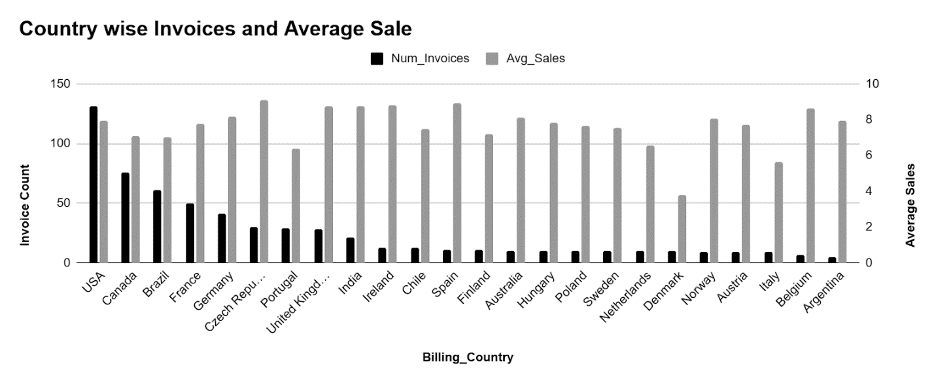 Country wise Invoices and Average Sale
Num_Invoices Avg_Sales
150 10
8
100
6
50 4
2
0 0
Invoice Count
Average Sales
USA
Canada
Brazil
France
Germany
Czech Repu…
Portugal
United Kingd…
India
Ireland
Chile
Spain
Finland
Australia
Hungary
Poland
Sweden
Netherlands
Denmark
Norway
Austria
Italy
Belgium
Argentina
Billing_Country